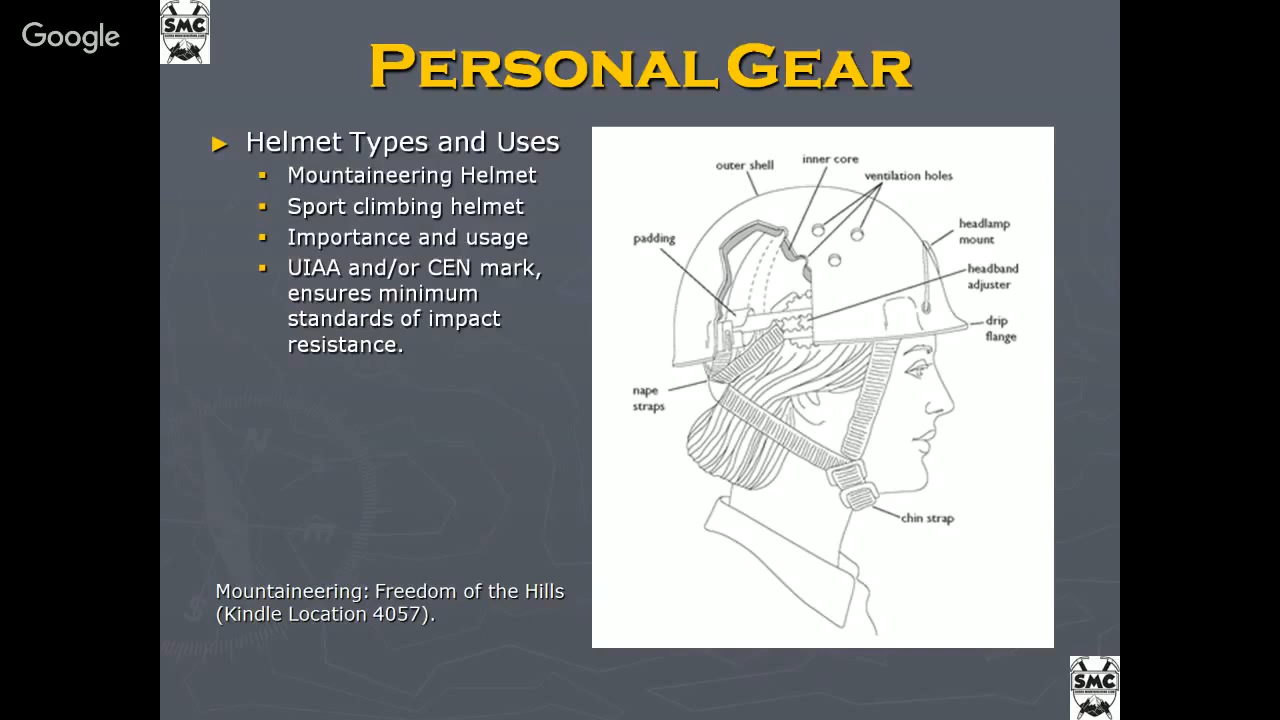 Google
SMC
PERSONAL GEAR
Helmet Types and Uses
Mountaineering Helmet
Sport climbing helmet
Importance and usage
UIAA and/or CEN mark,
ensures minimum
standards of impact
resistance.
outer shell
inner core
ventilation holes
padding
headlamp
mount
headband
adjuster
drip
flange
nape
straps
chin strap
Mountaineering: Freedom of the Hills
(Kindle Location 4057).
SMC